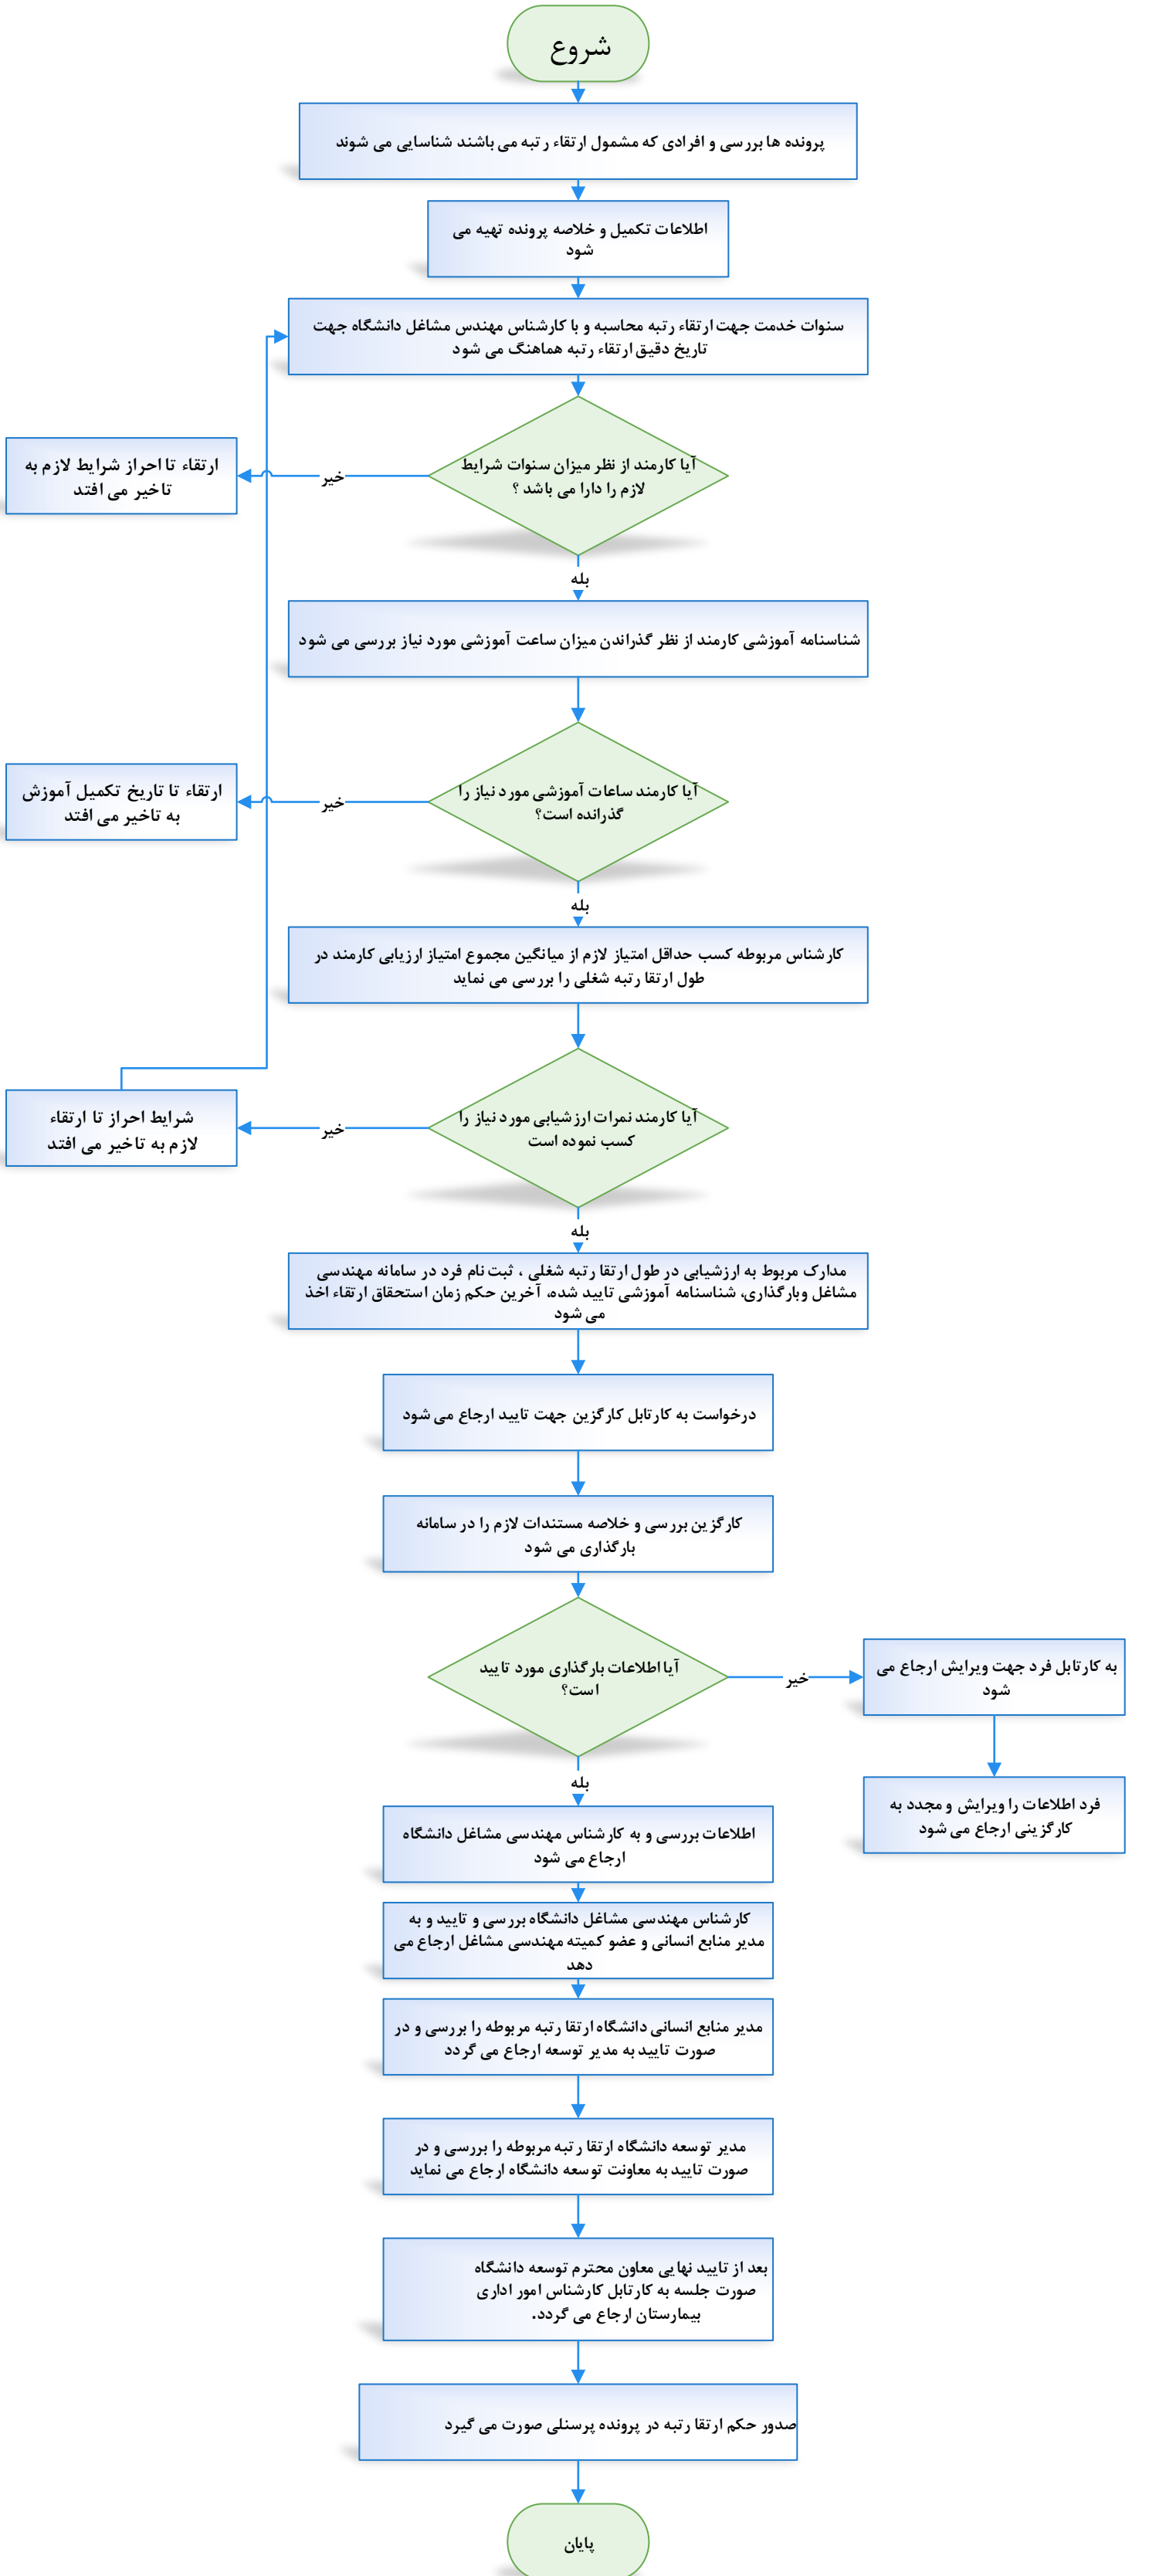 شروع
پرونده ها بررسی و افرادی که مشمول ارتقاء رتبه می باشند شناسایی می شوند
اطلاعات تکمیل و خلاصه پرونده تهیه می
شود
سنوات خدمت جهت ارتقاء رتبه محاسبه و با کارشناس مهندس مشاغل دانشگاه جهت
تاریخ دقیق ارتقاء رتبه هماهنگ می شود
آیا کارمند از نظر میزان سنوات شرایط
لازم را دارا می باشد ؟
خیر
ارتقاء تا احراز شرایط لازم به
تاخیر می افتد
بله
شناسنامه آموزشی کارمند از نظر گذراندن میزان ساعت آموزشی مورد نیاز بررسی می شود
آیا کارمند ساعات آموزشی مورد نیاز را
گذرانده است؟
خیر
ارتقاء تا تاریخ تکمیل آموزش
به تاخیر می افتد
بله
کارشناس مربوطه کسب حداقل امتیاز لازم از میانگین مجموع امتیاز ارزیابی کارمند در
طول ارتقا رتبه شغلی را بررسی می نماید
آیا کارمند نمرات ارزشیابی مورد نیاز را
کسب نموده است
خیر
شرایط احراز تا ارتقاء
لازم به تاخیر می افتد
بله
مدارک مربوط به ارزشیابی در طول ارتقا رتبه شغلی ، ثبت نام فرد در سامانه مهندسی
مشاغل وبارگذاری، شناسنامه آموزشی تایید شده، آخرین حکم زمان استحقاق ارتقاء اخذ
می شود
درخواست به کارتابل کارگزین جهت تایید ارجاع می شود
کارگزین بررسی و خلاصه مستندات لازم را در سامانه
بارگذاری می شود
آیا اطلاعات بارگذاری مورد تایید
است؟
خیر
به کارتابل فرد جهت ویرایش ارجاع می
شود
فرد اطلاعات را ویرایش و مجدد به
کارگزینی ارجاع می شود
بله
اطلاعات بررسی و به کارشناس مهندسی مشاغل دانشگاه
ارجاع می شود
کارشناس مهندسی مشاغل دانشگاه بررسی و تایید و به
مدیر منابع انسانی و عضو کمیته مهندسی مشاغل ارجاع می
دهد
مدیر منابع انسانی دانشگاه ارتقا رتبه مربوطه را بررسی و در
صورت تایید به مدیر توسعه ارجاع می گردد
مدیر توسعه دانشگاه ارتقا رتبه مربوطه را بررسی و در
صورت تایید به معاونت توسعه دانشگاه ارجاع می نماید
بعد از تایید نهایی معاون محترم توسعه دانشگاه
صورت جلسه به کارتابل کارشناس امور اداری
بیمارستان ارجاع می گردد.
صدور حکم ارتقا رتبه در پرونده پرسنلی صورت می گیرد
پایان